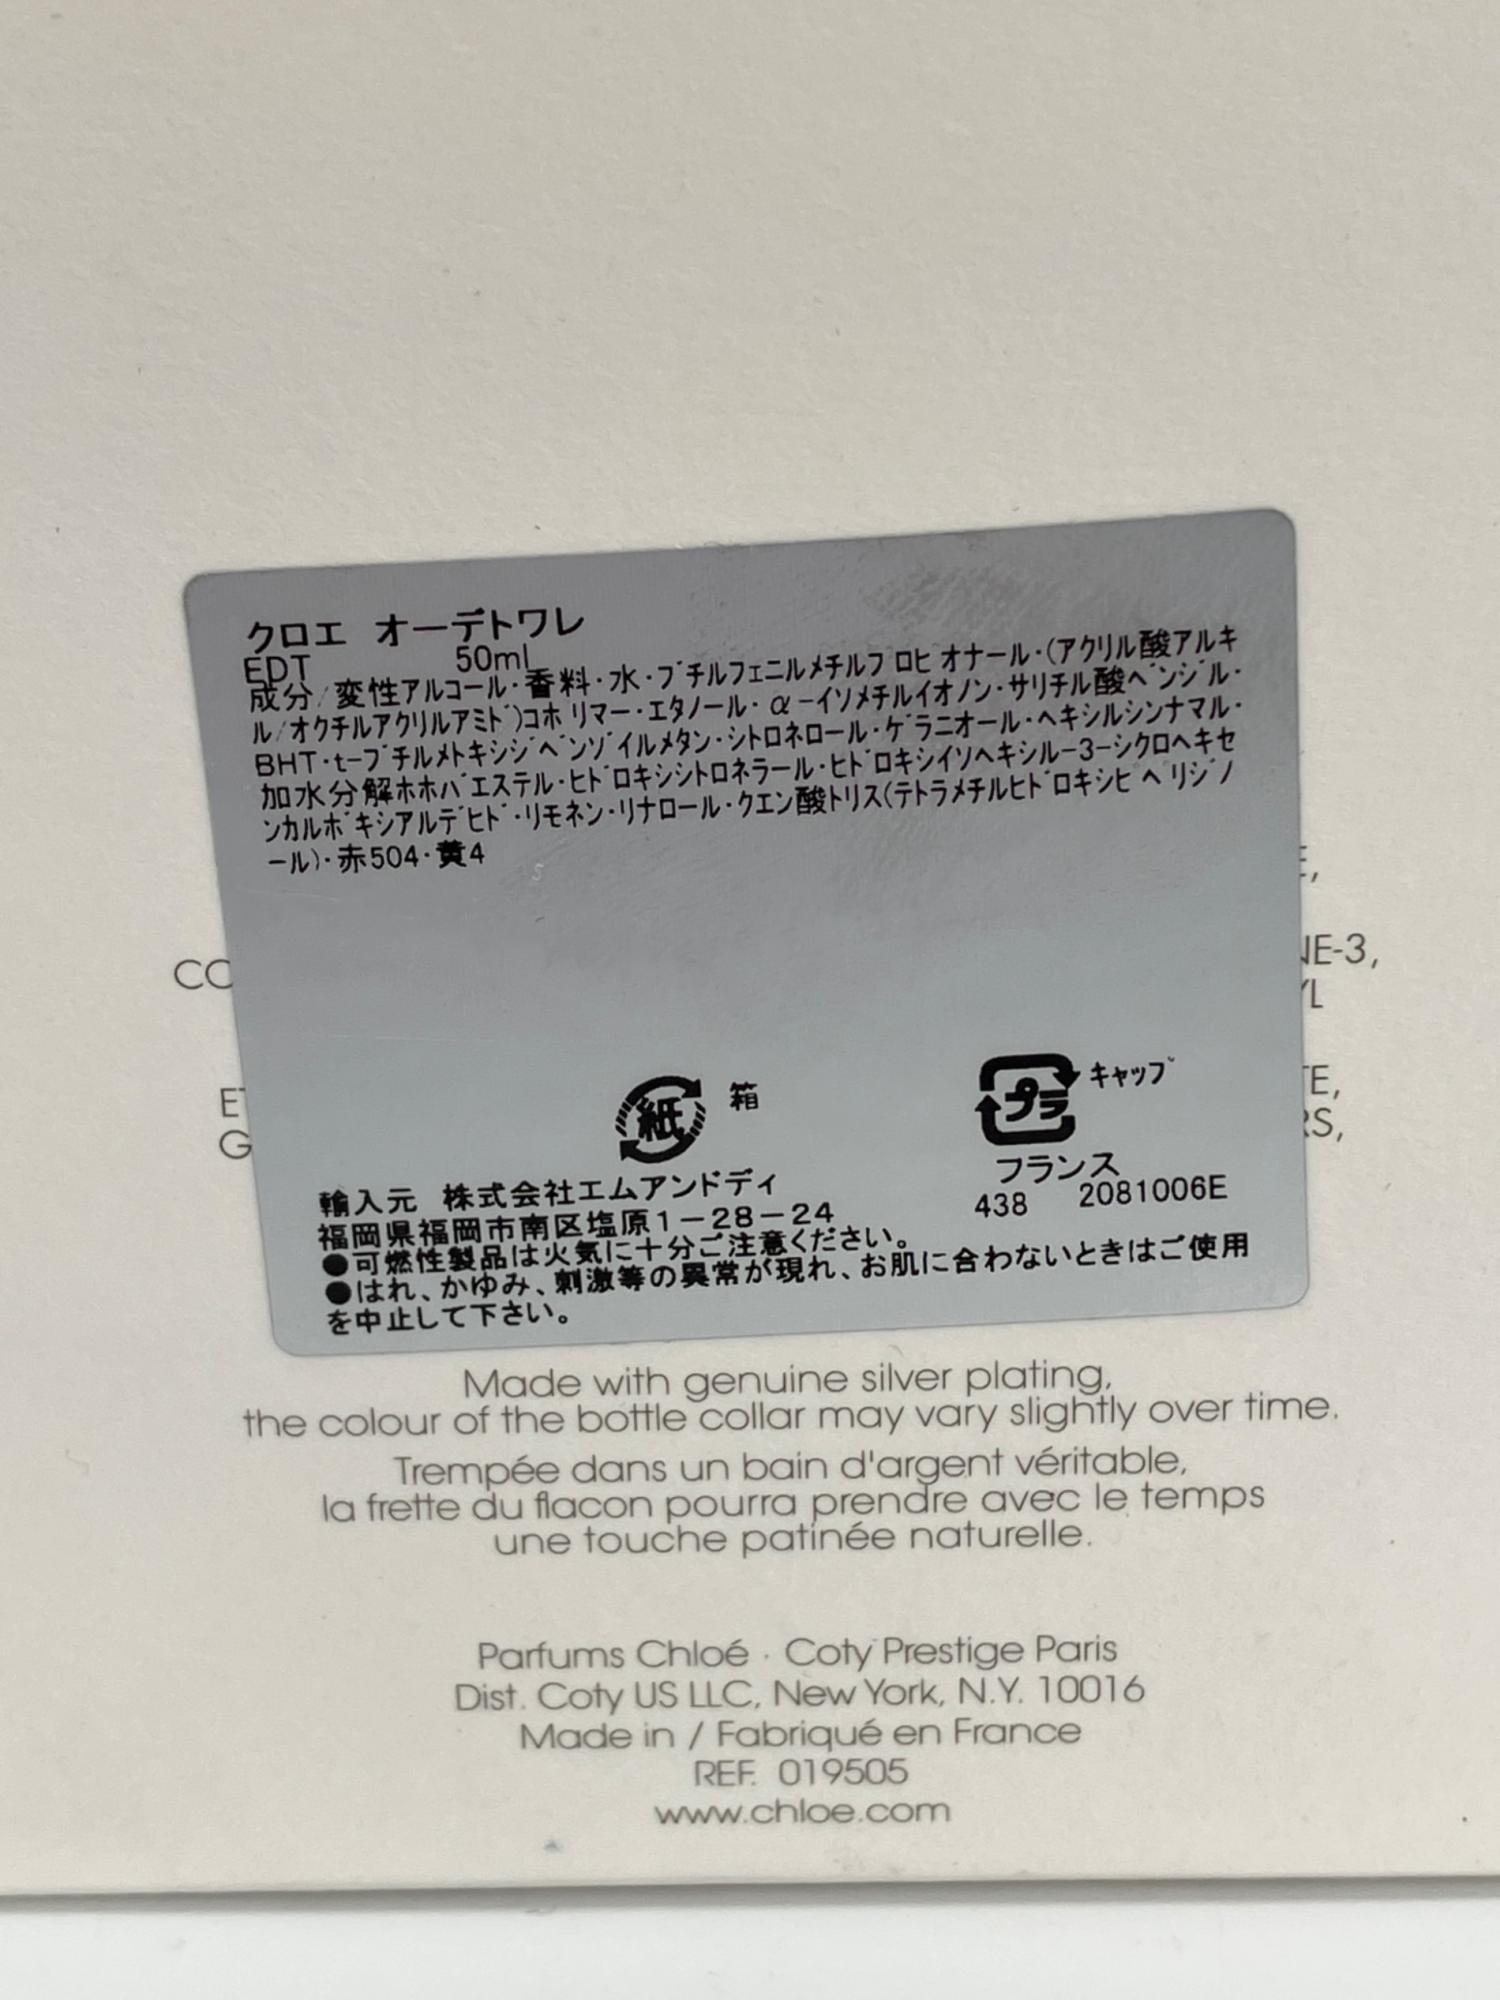 クロエ オーデトワレ
EDT 50ml
成分/変性アルコール・香料・水・ブチルフェニルメチルプロピオナール・(アクリル酸アルキ
ル/オクチルアクリルアミド)コポリマー・エタノール・α-イソメチルイオノン・サリチル酸ベンジル・
BHT・t-ブチルメトキシジベンゾイルメタン・シトロネロール・ゲラニオール・ヘキシルシンナマル・
加水分解ホホバエステル・ヒドロキシシトロネラール・ヒドロキシイソヘキシル-3-シクロヘキセ
ンカルボキシアルデヒド・リモネン・リナロール・クエン酸トリス(テトラメチルヒドロキシピペリジノ
ール)・赤504・黄4
E,
CO
NE-3,
YL
ET
TE,
G
RS,
紙 箱
プラ キャップ
フランス
438 2081006E
輸入元 株式会社エムアンドディ
福岡県福岡市南区塩原1-28-24
●可燃性製品は火気に十分ご注意ください。
●はれ、かゆみ、刺激等の異常が現れ、お肌に合わないときはご使用
を中止して下さい。
Made with genuine silver plating,
the colour of the bottle collar may vary slightly over time.
Trempée dans un bain d'argent véritable,
la frette du flacon pourra prendre avec le temps
une touche patinée naturelle.
Parfums Chloé · Coty Prestige Paris
Dist. Coty US LLC, New York, N.Y. 10016
Made in / Fabriqué en France
REF. 019505
www.chloe.com